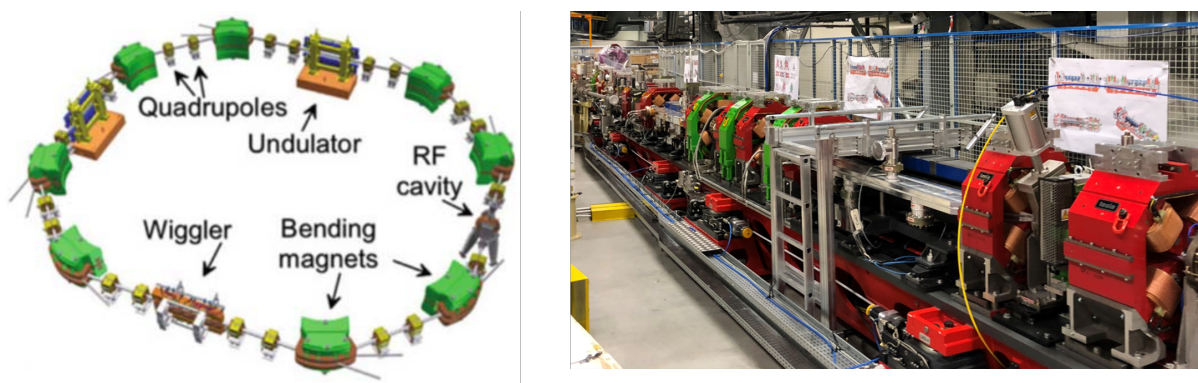 Quadrupoles
Undulator
RF
cavity
Wiggler
Bending
magnets